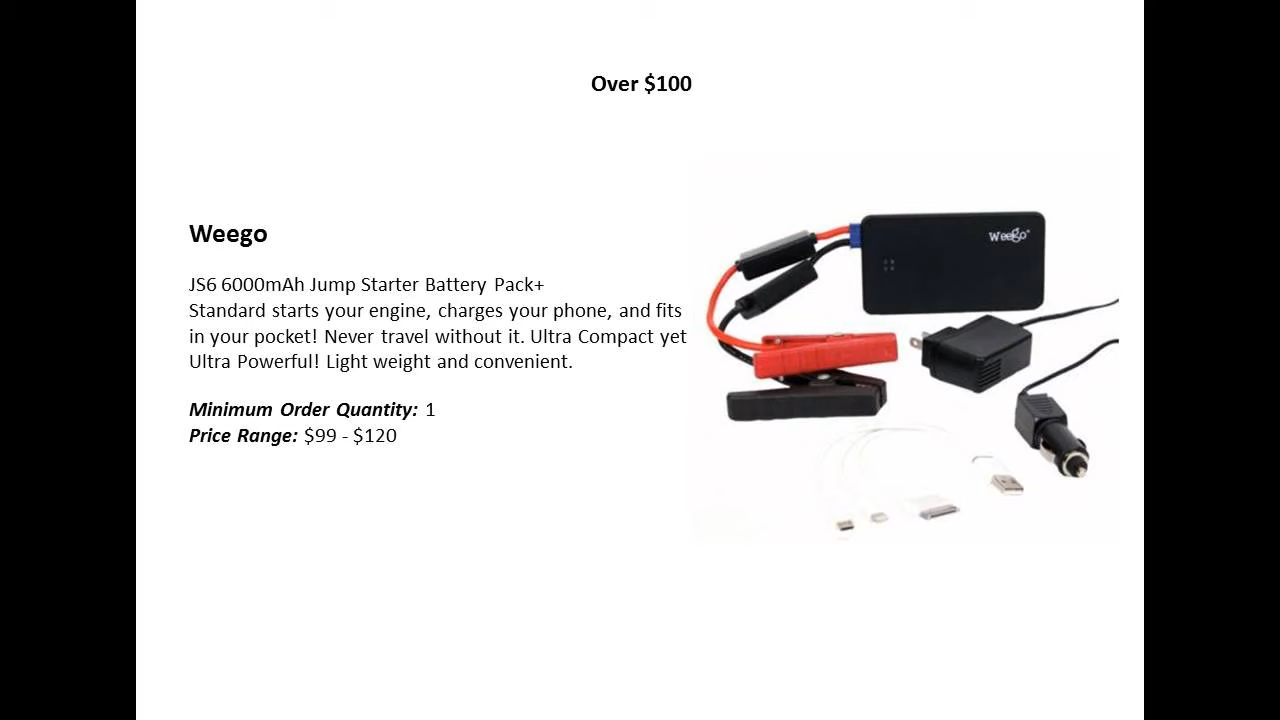 Over $100
Weego
JS6 6000mAh Jump Starter Battery Pack+
Standard starts your engine, charges your phone, and fits
in your pocket! Never travel without it. Ultra Compact yet
Ultra Powerful! Light weight and convenient.
Minimum Order Quantity: 1
Price Range: $99 - $120
Weego™